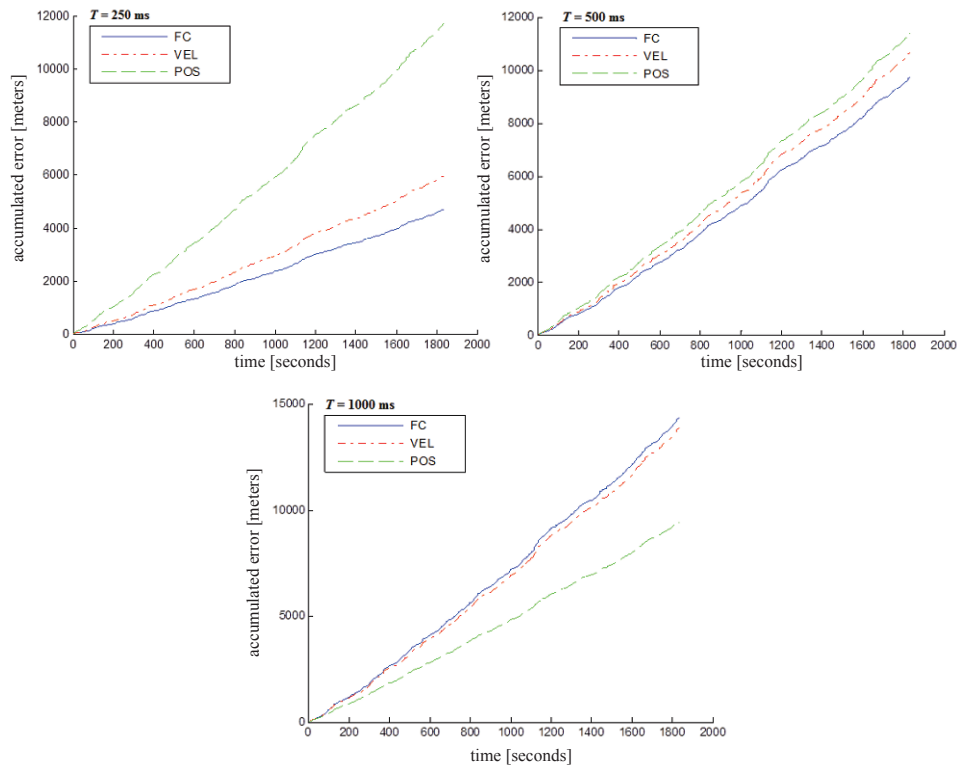 T = 250 ms
FC
VEL
POS
12000
10000
8000
6000
4000
2000
0
accumulated error [meters]
0 200 400 600 800 1000 1200 1400 1600 1800 2000
time [seconds]
T = 500 ms
FC
VEL
POS
12000
10000
8000
6000
4000
2000
0
accumulated error [meters]
0 200 400 600 800 1000 1200 1400 1600 1800 2000
time [seconds]
T = 1000 ms
FC
VEL
POS
15000
10000
5000
0
accumulated error [meters]
0 200 400 600 800 1000 1200 1400 1600 1800 2000
time [seconds]